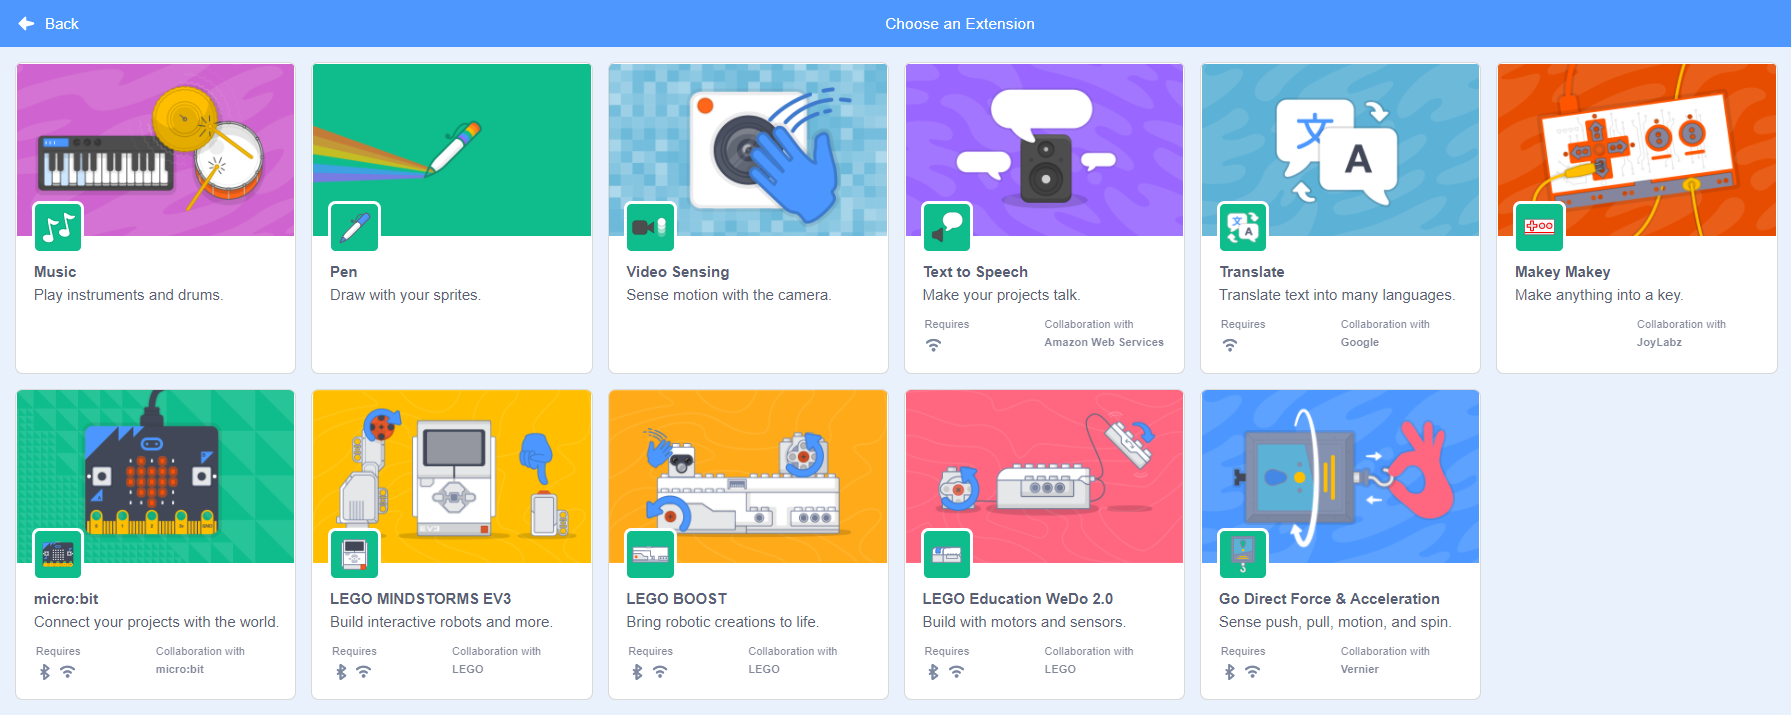 Back
Choose an Extension
Music
Play instruments and drums.
Pen
Draw with your sprites.
Video Sensing
Sense motion with the camera.
Text to Speech
Make your projects talk.
Requires
Collaboration with
Amazon Web Services
文
A
文
A
Translate
Translate text into many languages.
Requires
Collaboration with
Google
Makey Makey
Make anything into a key.
Collaboration with
JoyLabz
micro:bit
Connect your projects with the world.
Requires
Collaboration with
micro:bit
EV3
LEGO MINDSTORMS EV3
Build interactive robots and more.
Requires
Collaboration with
LEGO
LEGO BOOST
Bring robotic creations to life.
Requires
Collaboration with
LEGO
LEGO Education WeDo 2.0
Build with motors and sensors.
Requires
Collaboration with
LEGO
Go Direct Force & Acceleration
Sense push, pull, motion, and spin.
Requires
Collaboration with
Vernier